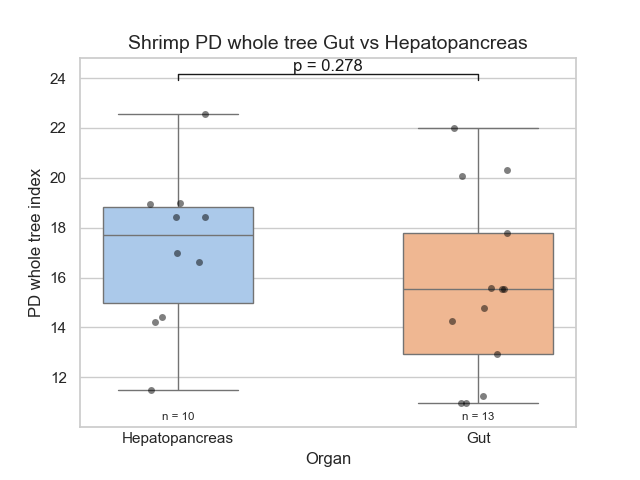 Shrimp PD whole tree Gut vs Hepatopancreas
p = 0.278
PD whole tree index
24
22
20
18
16
14
12
n = 10
n = 13
Hepatopancreas
Gut
Organ